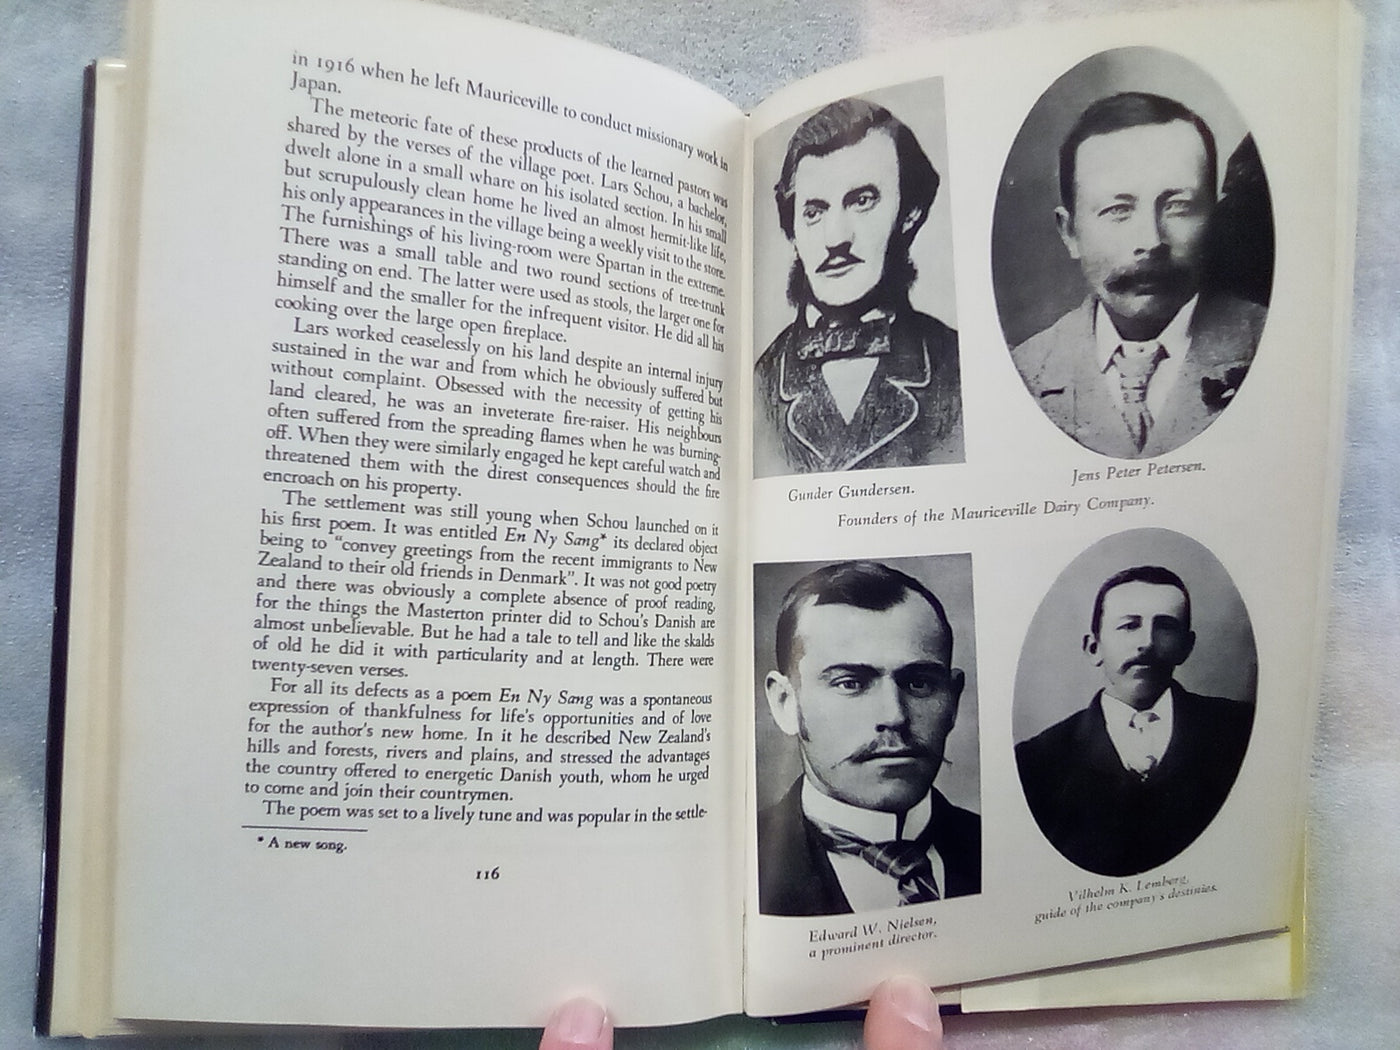 in 1916 when he left Mauriceville to conduct missionary work in
Japan.
The meteoric fate of these products of the learned pastors was
shared by the verses of the village poet. Lars Schou, a bachelor,
dwelt alone in a small whare on his isolated section. In his small
but scrupulously clean home he lived an almost hermit-like life,
his only appearances in the village being a weekly visit to the store.
The furnishings of his living-room were Spartan in the extreme.
There was a small table and two round sections of tree-trunk
standing on end. The latter were used as stools, the larger one for
himself and the smaller for the infrequent visitor. He did all his
cooking over the large open fireplace.
Lars worked ceaselessly on his land despite an internal injury
sustained in the war and from which he obviously suffered but
without complaint. Obsessed with the necessity of getting his
land cleared, he was an inveterate fire-raiser. His neighbours
often suffered from the spreading flames when he was burning-
off. When they were similarly engaged he kept careful watch and
threatened them with the direst consequences should the fire
encroach on his property.
The settlement was still young when Schou launched on it
his first poem. It was entitled En Ny Sang* its declared object
being to "convey greetings from the recent immigrants to New
Zealand to their old friends in Denmark". It was not good poetry
and there was obviously a complete absence of proof reading,
for the things the Masterton printer did to Schou's Danish are
almost unbelievable. But he had a tale to tell and like the skalds
of old he did it with particularity and at length. There were
twenty-seven verses.
For all its defects as a poem En Ny Sang was a spontaneous
expression of thankfulness for life's opportunities and of love
for the author's new home. In it he described New Zealand's
hills and forests, rivers and plains, and stressed the advantages
the country offered to energetic Danish youth, whom he urged
to come and join their countrymen.
The poem was set to a lively tune and was popular in the settle-
* A new song.
116
Gunder Gundersen.
Jens Peter Petersen.
Founders of the Mauriceville Dairy Company.
Edward W. Nielsen,
a prominent director.
Vilhelm K. Lemberg,
guide of the company's destinies.